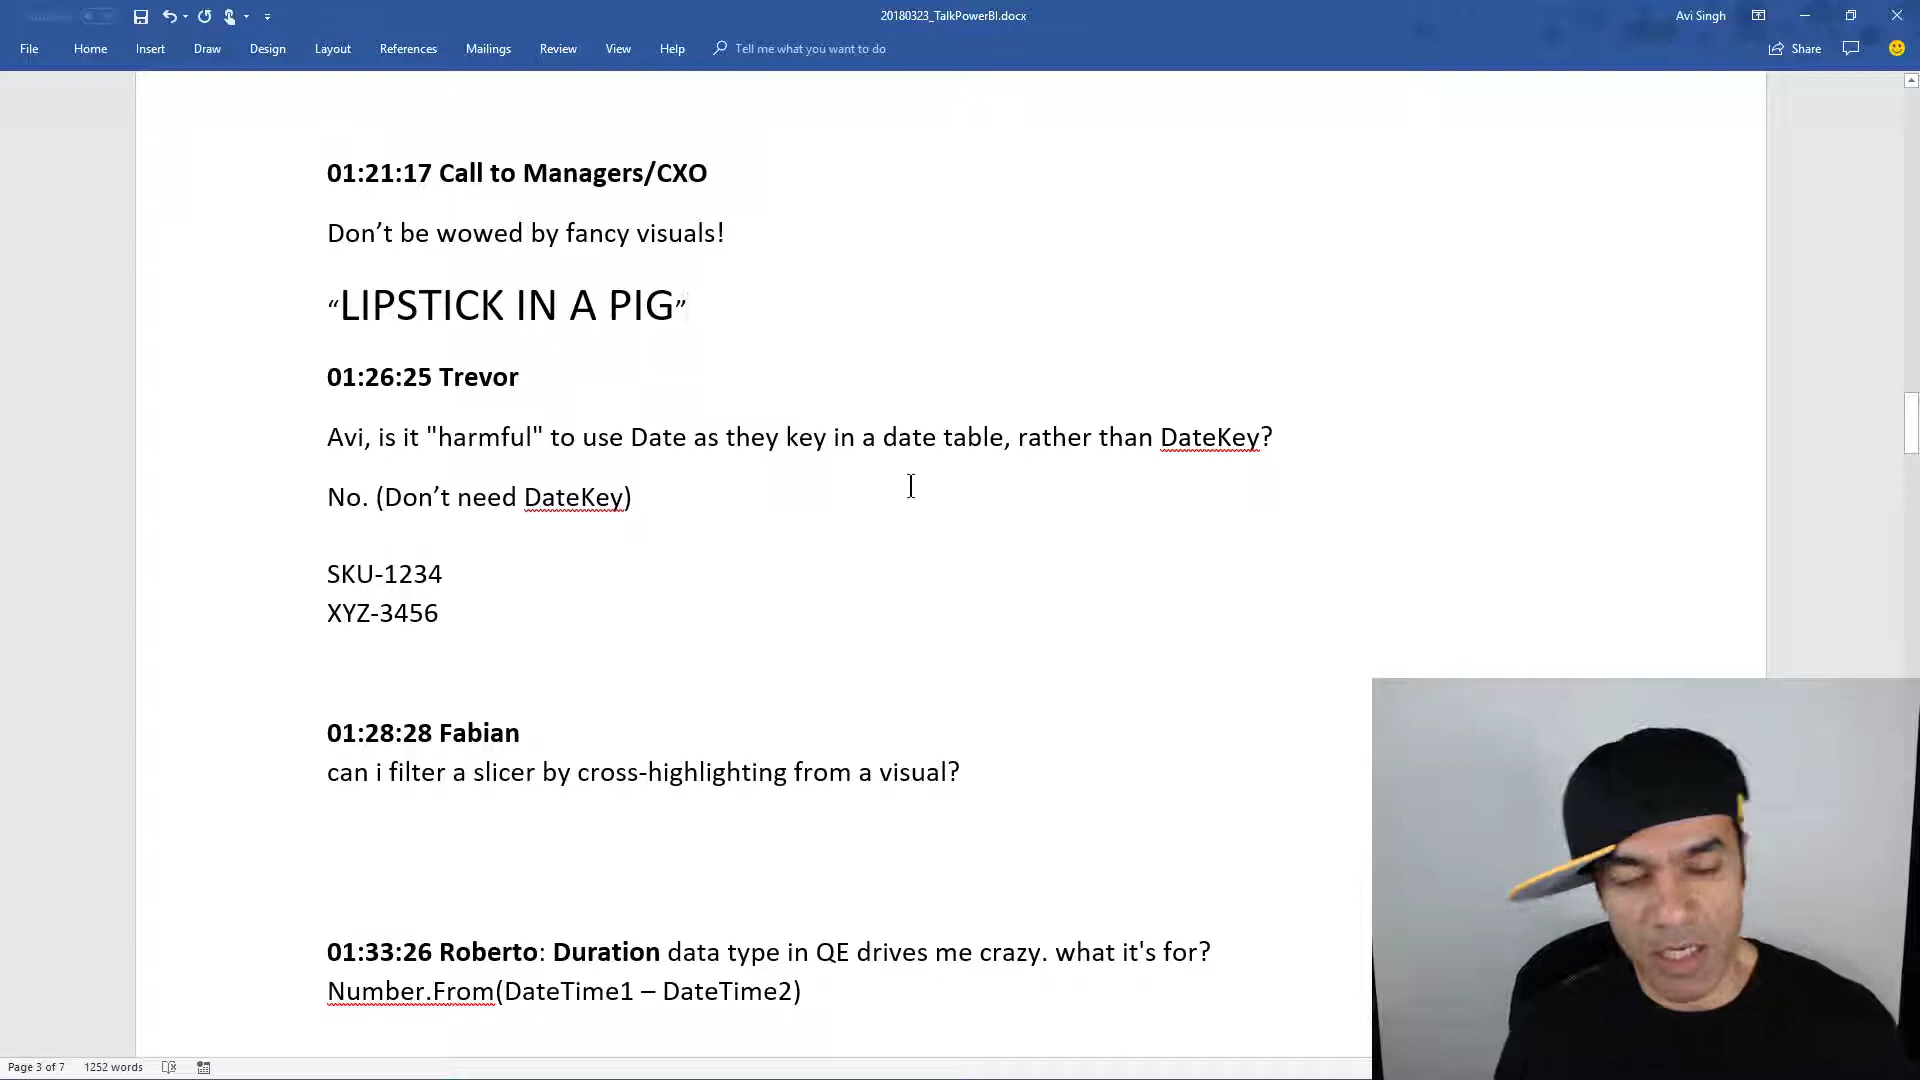 20180323_TalkPowerBI.docx
Avi Singh
File Home Insert Draw Design Layout References Mailings Review View Help Tell me what you want to do Share
01:21:17 Call to Managers/CXO
Don’t be wowed by fancy visuals!
“LIPSTICK IN A PIG”
01:26:25 Trevor
Avi, is it "harmful" to use Date as they key in a date table, rather than DateKey?
No. (Don’t need DateKey)
SKU-1234
XYZ-3456
01:28:28 Fabian
can i filter a slicer by cross-highlighting from a visual?
01:33:26 Roberto: Duration data type in QE drives me crazy. what it's for?
Number.From(DateTime1 – DateTime2)
Page 3 of 7 1252 words